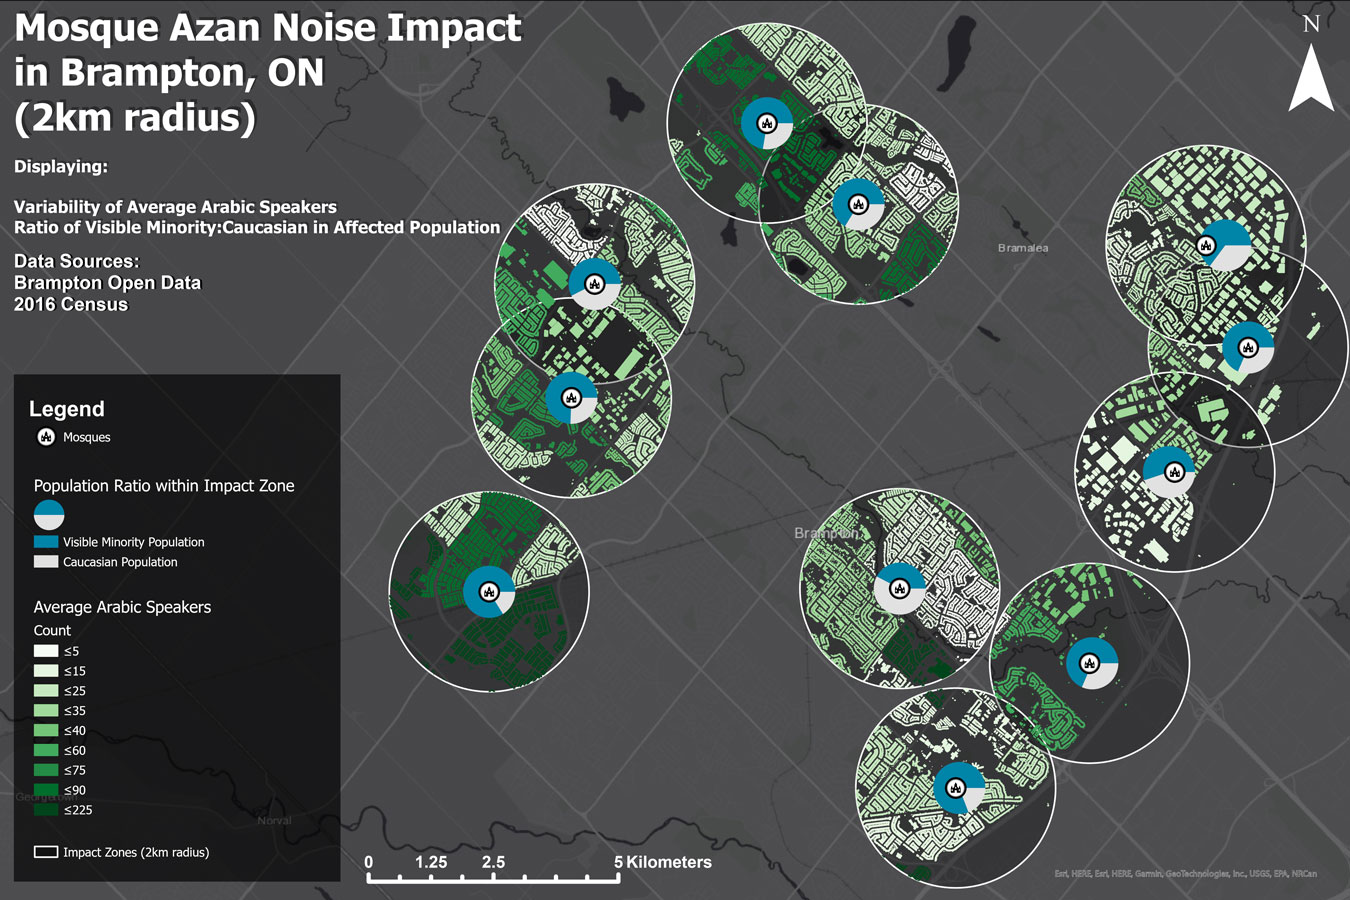 Mosque Azan Noise Impact
in Brampton, ON
(2km radius)
Displaying:
Variability of Average Arabic Speakers
Ratio of Visible Minority:Caucasian in Affected Population
Data Sources:
Brampton Open Data
2016 Census
N
Bramalea
Brampton
Legend
Mosques
Population Ratio within Impact Zone
Visible Minority Population
Caucasian Population
Average Arabic Speakers
Count
≤5
≤15
≤25
≤35
≤40
≤60
≤75
≤90
≤225
Georgetown
Norval
Impact Zones (2km radius)
0 1.25 2.5 5 Kilometers
Esri, HERE, Esri, HERE, Garmin, GeoTechnologies, Inc., USGS, EPA, NRCan